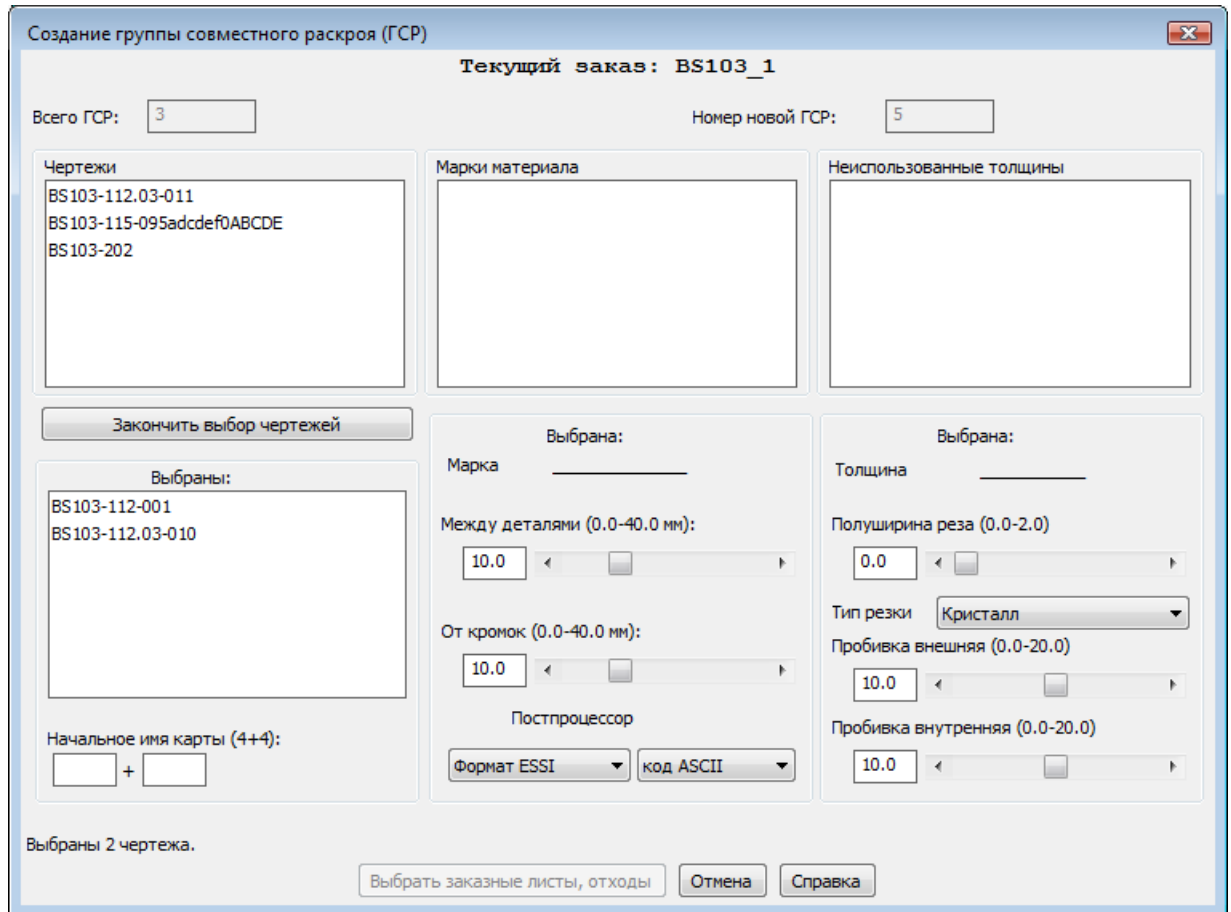 Создание группы совместного раскроя (ГСР)
Текущий заказ: BS103_1
Всего ГСР: 3
Номер новой ГСР: 5
Чертежи
BS103-112.03-011
BS103-115-095adcdef0ABCDE
BS103-202
Марки материала
Неиспользованные толщины
Закончить выбор чертежей
Выбраны:
BS103-112-001
BS103-112.03-010
Начальное имя карты (4+4):
+
Выбрана:
Марка
Между деталями (0.0-40.0 мм):
10.0
От кромок (0.0-40.0 мм):
10.0
Постпроцессор
Формат ESSI
код ASCII
Выбрана:
Толщина
Полуширина реза (0.0-2.0)
0.0
Тип резки Кристалл
Пробивка внешняя (0.0-20.0)
10.0
Пробивка внутренняя (0.0-20.0)
10.0
Выбраны 2 чертежа.
Выбрать заказные листы, отходы
Отмена
Справка